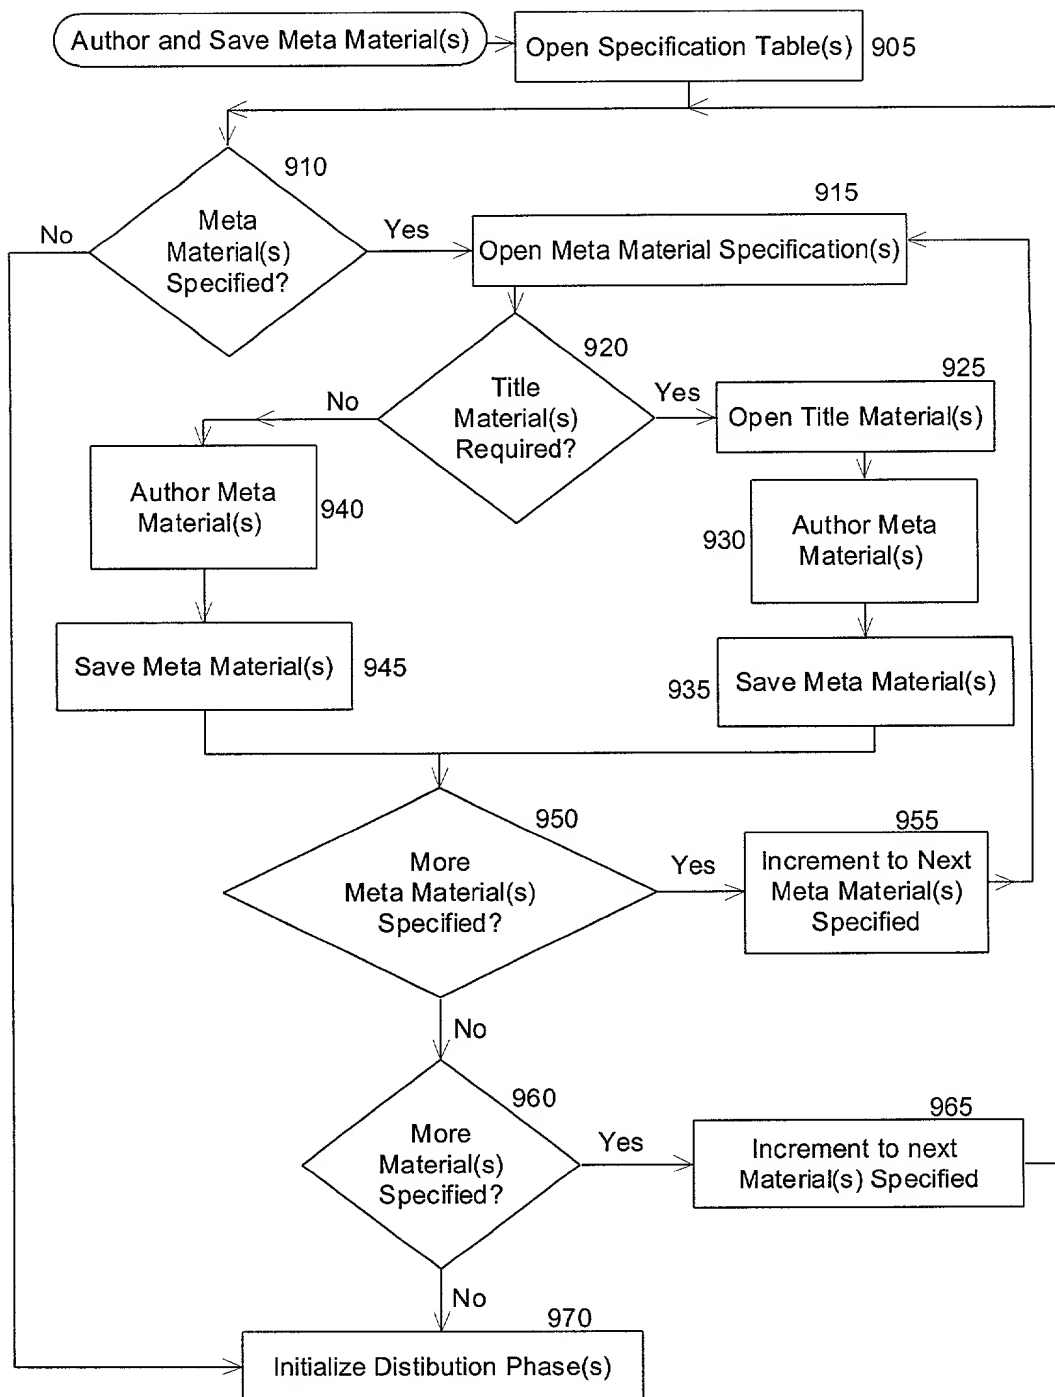 Author and Save Meta Material(s)
Open Specification Table(s)
905
910
Meta
Material(s)
Specified?
No
Yes
915
Open Meta Material Specification(s)
920
Title
Material(s)
Required?
No
Yes
925
Open Title Material(s)
Author Meta
Material(s)
940
930
Author Meta
Material(s)
Save Meta Material(s)
945
935
Save Meta Material(s)
950
More
Meta Material(s)
Specified?
Yes
955
Increment to Next
Meta Material(s)
Specified
No
960
More
Material(s)
Specified?
Yes
965
Increment to next
Material(s) Specified
No
970
Initialize Distibution Phase(s)